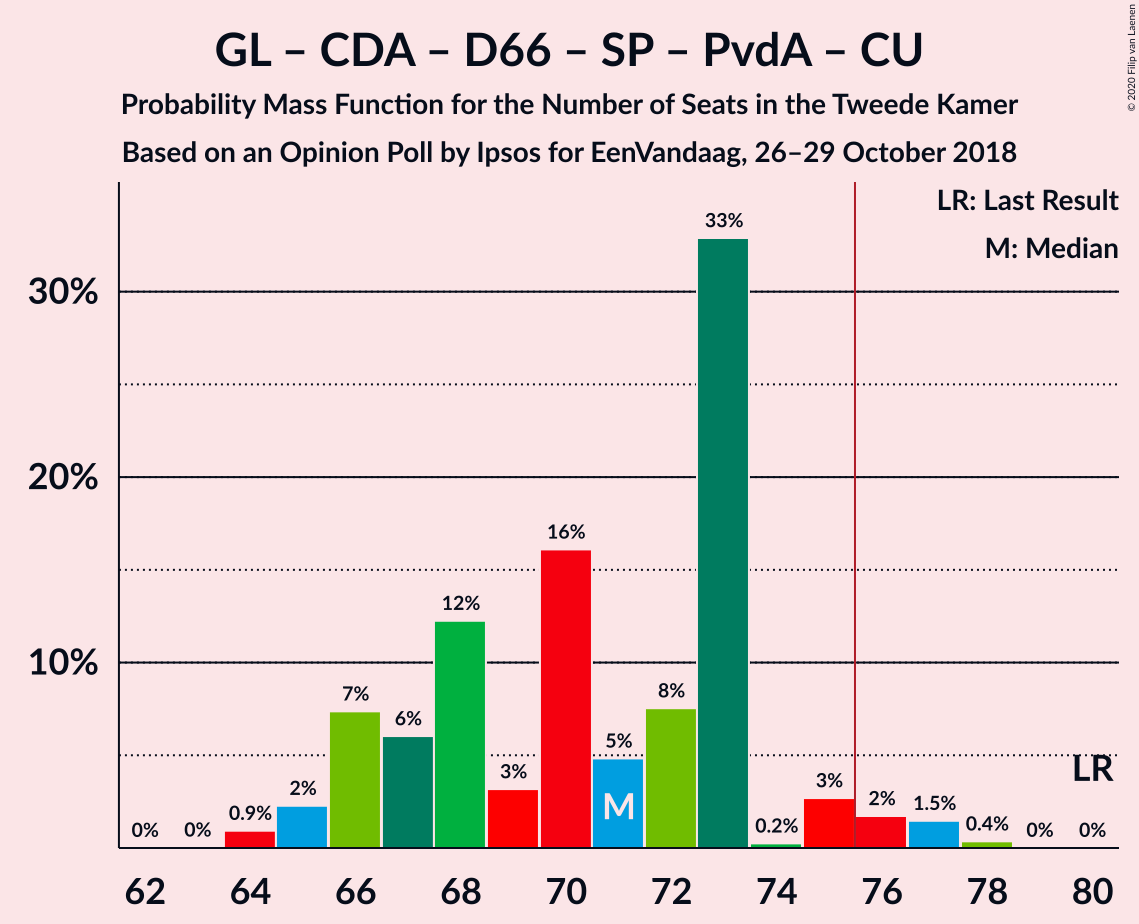 GL – CDA – D66 – SP – PvdA – CU
Probability Mass Function for the Number of Seats in the Tweede Kamer
Based on an Opinion Poll by Ipsos for EenVandaag, 26–29 October 2018
© 2020 Filip van Laenen
LR: Last Result
M: Median
30%
20%
10%
0% 0% 0.9% 2% 7% 6% 12% 3% 16% 5% 8% 33% 0.2% 3% 2% 1.5% 0.4% 0% 0%
M
LR
62 64 66 68 70 72 74 76 78 80